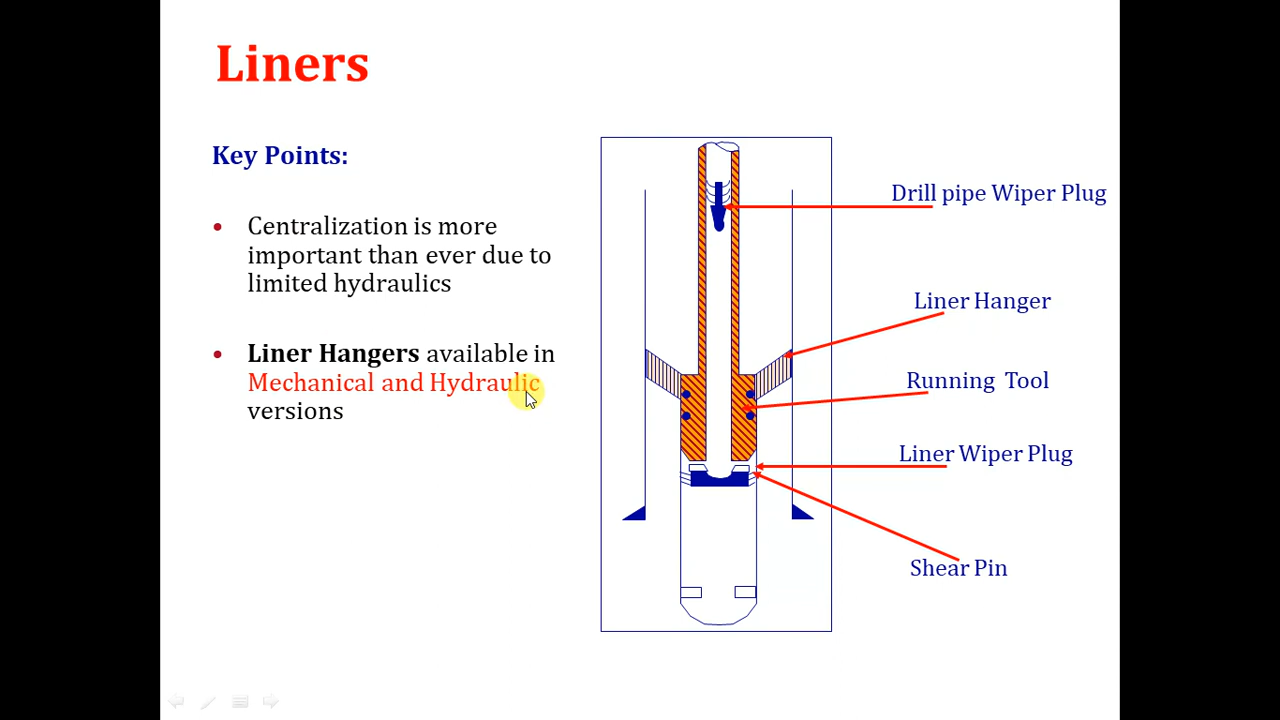 Liners
Key Points:
Centralization is more
important than ever due to
limited hydraulics
Liner Hangers available in
Mechanical and Hydraulic
versions
Drill pipe Wiper Plug
Liner Hanger
Running Tool
Liner Wiper Plug
Shear Pin